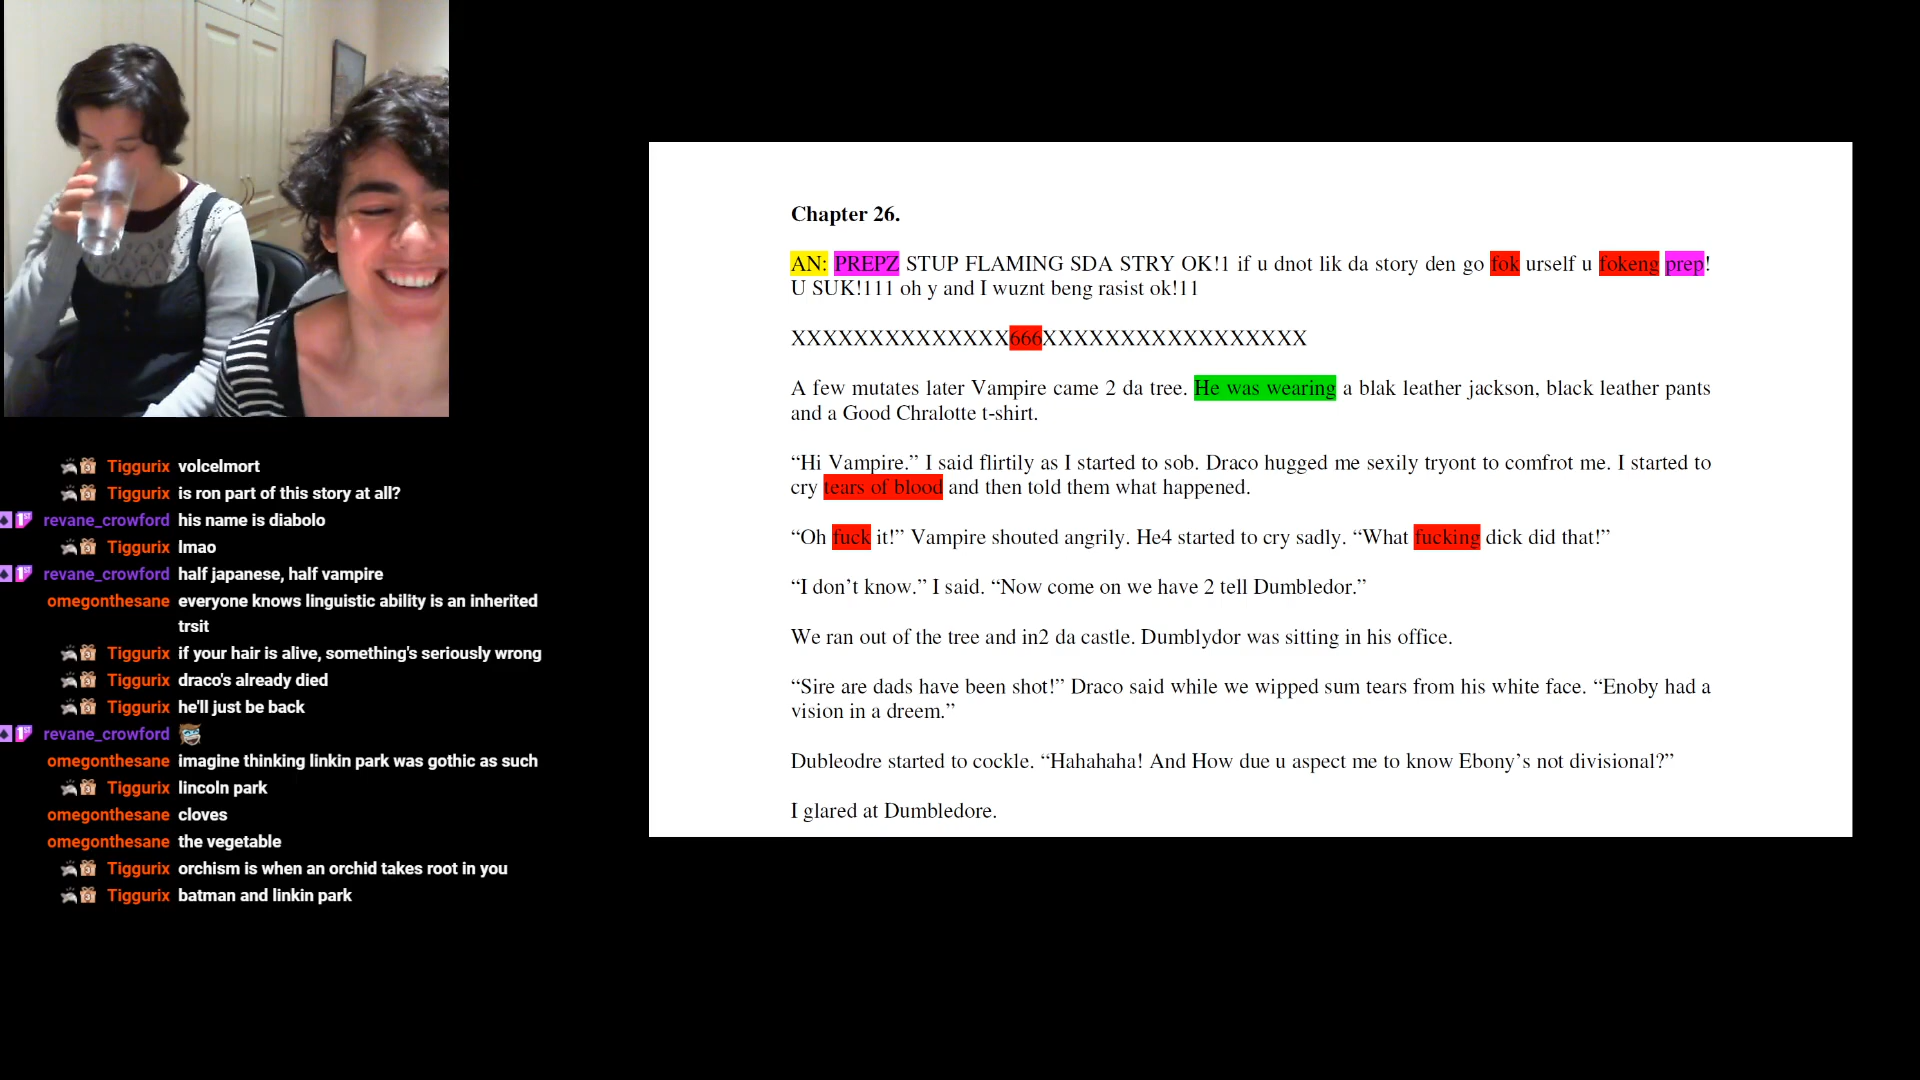 Tiggurix volcelmort
Tiggurix is ron part of this story at all?
revane_crowford his name is diabolo
Tiggurix lmao
revane_crowford half japanese, half vampire
omegonthesane everyone knows linguistic ability is an inherited
trsit
Tiggurix if your hair is alive, something's seriously wrong
Tiggurix draco's already died
Tiggurix he'll just be back
revane_crowford
omegonthesane imagine thinking linkin park was gothic as such
Tiggurix lincoln park
omegonthesane cloves
omegonthesane the vegetable
Tiggurix orchism is when an orchid takes root in you
Tiggurix batman and linkin park
Chapter 26.
AN: PREPZ STUP FLAMING SDA STRY OK!1 if u dnot lik da story den go fok urself u fokeng prep!
U SUK!111 oh y and I wuznt beng rasist ok!11
XXXXXXXXXXXXXX666XXXXXXXXXXXXXXXXX
A few mutates later Vampire came 2 da tree. He was wearing a blak leather jackson, black leather pants
and a Good Chralotte t-shirt.
“Hi Vampire.” I said flirtily as I started to sob. Draco hugged me sexily tryont to comfrot me. I started to
cry tears of blood and then told them what happened.
“Oh fuck it!” Vampire shouted angrily. He4 started to cry sadly. “What fucking dick did that!”
“I don’t know.” I said. “Now come on we have 2 tell Dumbledor.”
We ran out of the tree and in2 da castle. Dumblydor was sitting in his office.
“Sire are dads have been shot!” Draco said while we wipped sum tears from his white face. “Enoby had a
vision in a dreem.”
Dubleodre started to cockle. “Hahahaha! And How due u aspect me to know Ebony’s not divisional?”
I glared at Dumbledore.